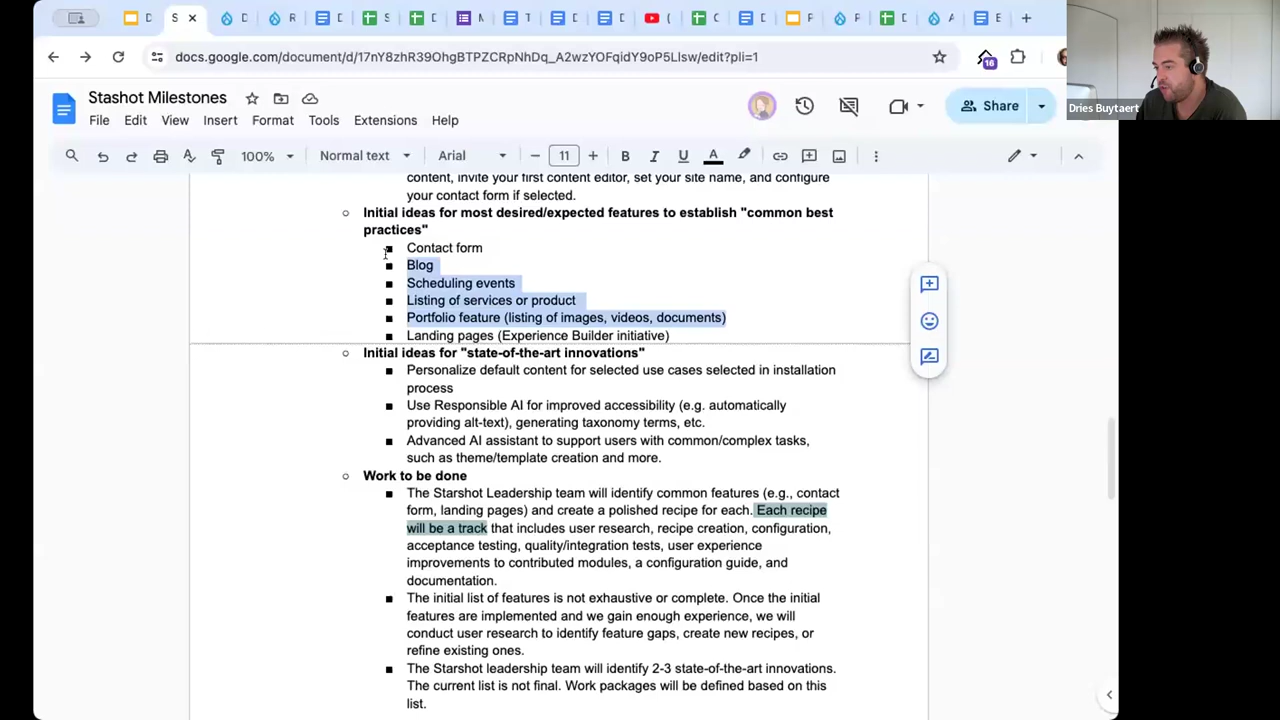 D
S
D
R
D
S
D
M
T
D
D
(
C
D
P
P
D
A
E
docs.google.com/document/d/17nY8zhR39OhgBTPZCRpNhDq_A2wzYOFqidY9oP5Llsw/edit?pli=1
16
Dries Buytaert
Stashot Milestones
Share
File Edit View Insert Format Tools Extensions Help
100% Normal text Arial 11 B I U A
content, invite your first content editor, set your site name, and configure
your contact form if selected.
Initial ideas for most desired/expected features to establish "common best
practices"
Contact form
Blog
Scheduling events
Listing of services or product
Portfolio feature (listing of images, videos, documents)
Landing pages (Experience Builder initiative)
Initial ideas for "state-of-the-art innovations"
Personalize default content for selected use cases selected in installation
process
Use Responsible AI for improved accessibility (e.g. automatically
providing alt-text), generating taxonomy terms, etc.
Advanced AI assistant to support users with common/complex tasks,
such as theme/template creation and more.
Work to be done
The Starshot Leadership team will identify common features (e.g., contact
form, landing pages) and create a polished recipe for each. Each recipe
will be a track that includes user research, recipe creation, configuration,
acceptance testing, quality/integration tests, user experience
improvements to contributed modules, a configuration guide, and
documentation.
The initial list of features is not exhaustive or complete. Once the initial
features are implemented and we gain enough experience, we will
conduct user research to identify feature gaps, create new recipes, or
refine existing ones.
The Starshot leadership team will identify 2-3 state-of-the-art innovations.
The current list is not final. Work packages will be defined based on this
list.